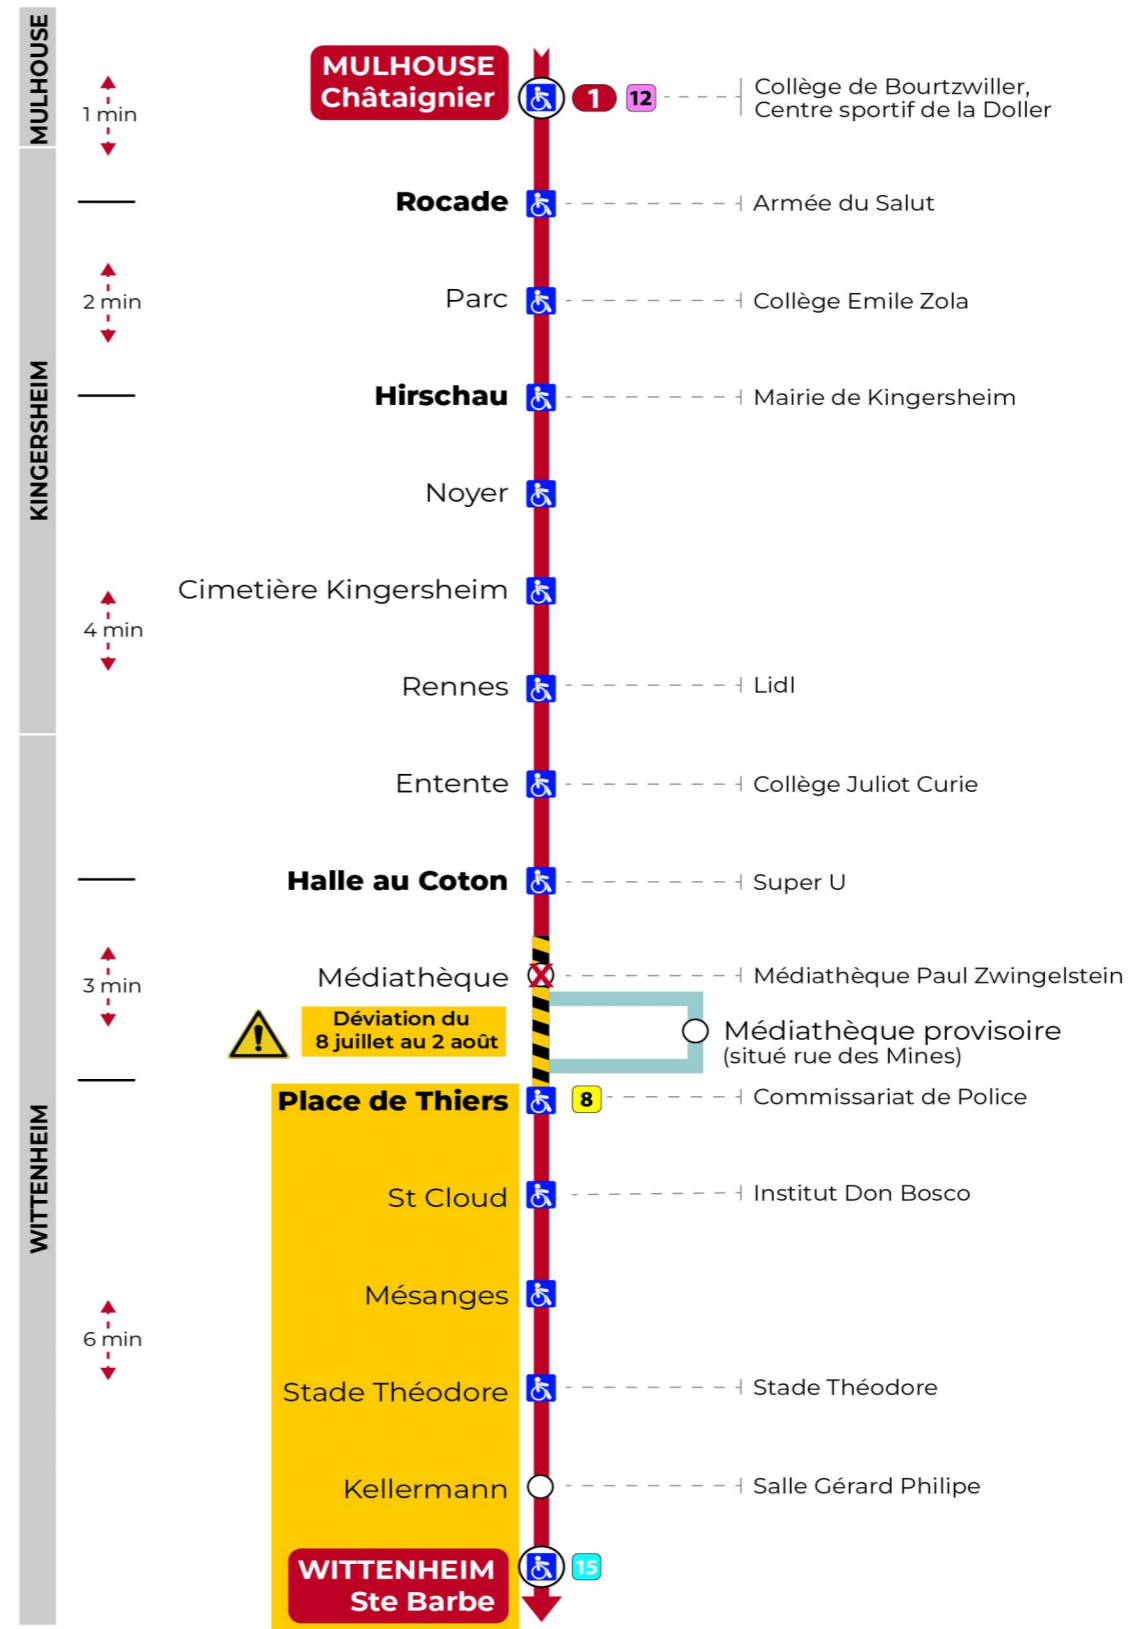 MULHOUSE
MULHOUSE
Châtaignier
1
12
Collège de Bourtzwiller,
Centre sportif de la Doller
1 min
KINGERSHEIM
Rocade
Armée du Salut
2 min
Parc
Collège Emile Zola
Hirschau
Mairie de Kingersheim
Noyer
Cimetière Kingersheim
4 min
Rennes
Lidl
WITTENHEIM
Entente
Collège Juliot Curie
Halle au Coton
Super U
Médiathèque
Médiathèque Paul Zwingelstein
3 min
Déviation du
8 juillet au 2 août
Médiathèque provisoire
(situé rue des Mines)
Place de Thiers
8
Commissariat de Police
St Cloud
Institut Don Bosco
Mésanges
6 min
Stade Théodore
Stade Théodore
Kellermann
Salle Gérard Philipe
WITTENHEIM
Ste Barbe
15